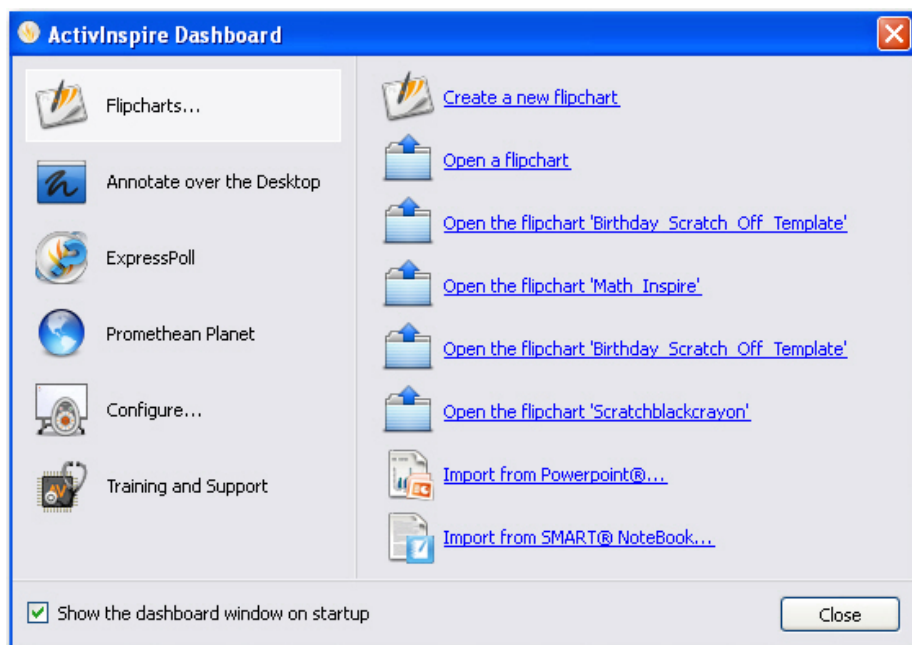 ActivInspire Dashboard
Flipcharts...
Annotate over the Desktop
ExpressPoll
Promethean Planet
Configure...
Training and Support
Create a new flipchart
Open a flipchart
Open the flipchart 'Birthday_Scratch_Off_Template'
Open the flipchart 'Math_Inspire'
Open the flipchart 'Birthday_Scratch_Off_Template'
Open the flipchart 'Scratchblackcrayon'
Import from Powerpoint®...
Import from SMART® NoteBook...
Show the dashboard window on startup
Close